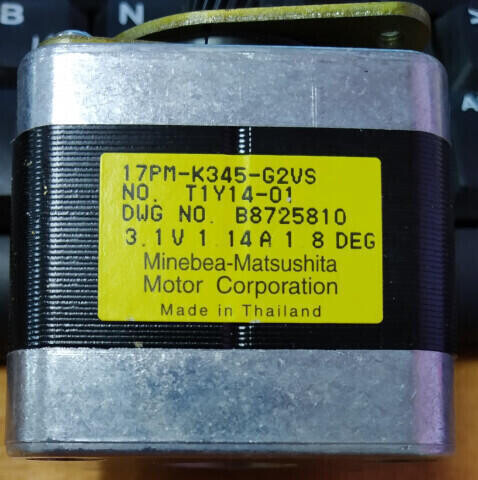 B
N
17PM-K345-G2VS
NO. T1Y14-01
DWG NO. B8725810
3.1V 1.14A 1 8 DEG
Minebea-Matsushita
Motor Corporation
Made in Thailand